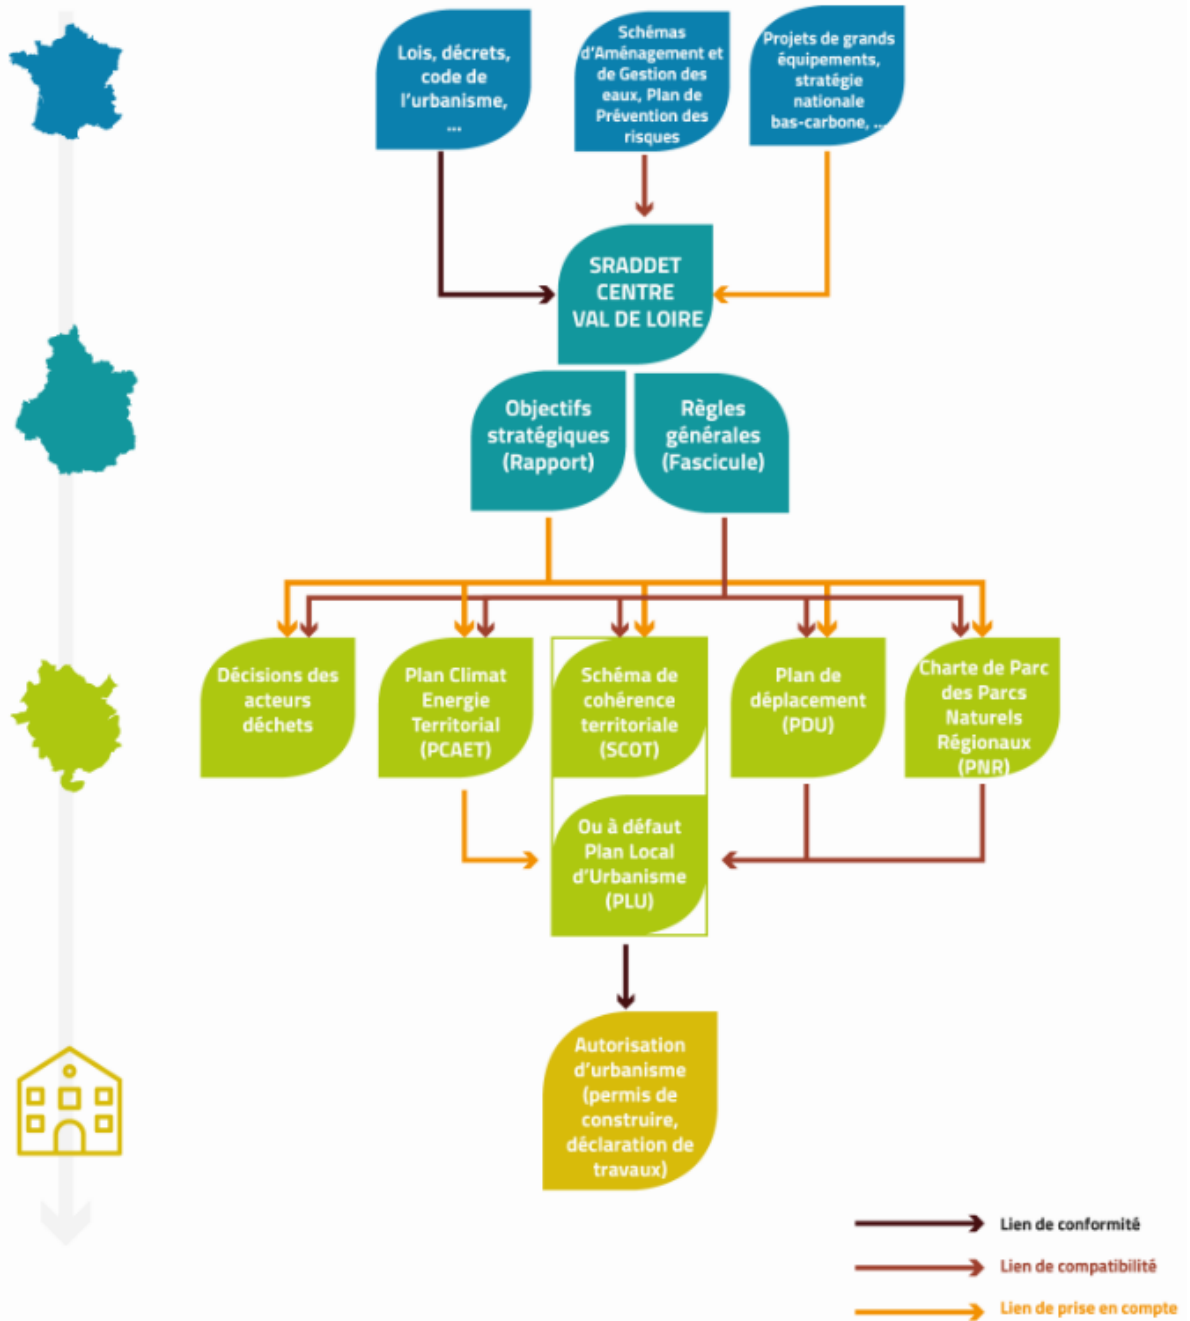 Lois, décrets,
code de
l'urbanisme,
...
Schémas
d'Aménagement et
de Gestion des
eaux, Plan de
Prévention des
risques
Projets de grands
équipements,
stratégie
nationale
bas-carbone, ...
SRADDET
CENTRE
VAL DE LOIRE
Objectifs
stratégiques
(Rapport)
Règles
générales
(Fascicule)
Décisions des
acteurs
déchets
Plan Climat
Energie
Territorial
(PCAET)
Schéma de
cohérence
territoriale
(SCOT)
Plan de
déplacement
(PDU)
Charte de Parc
des Parcs
Naturels
Régionaux
(PNR)
Ou à défaut
Plan Local
d'Urbanisme
(PLU)
Autorisation
d'urbanisme
(permis de
construire,
déclaration de
travaux)
Lien de conformité
Lien de compatibilité
Lien de prise en compte